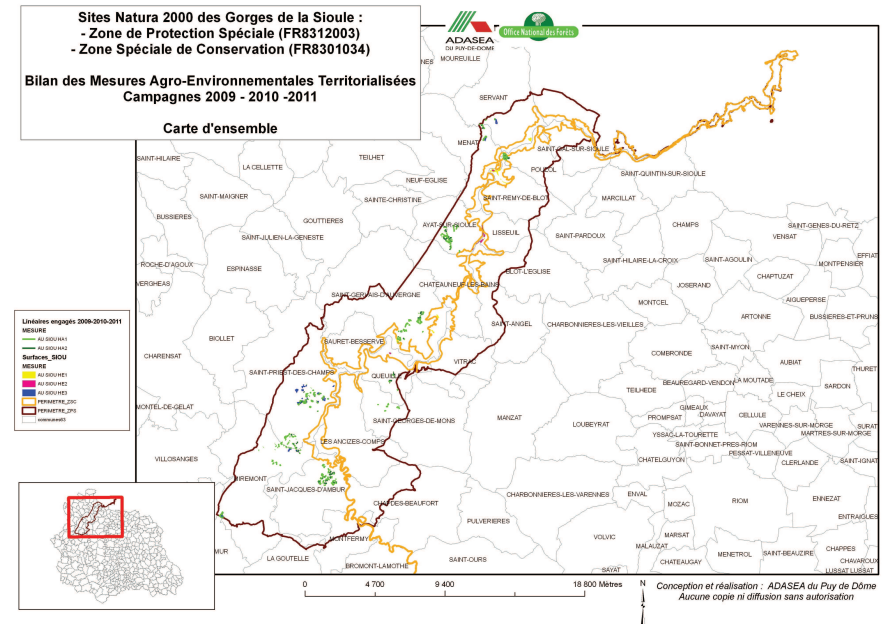 Sites Natura 2000 des Gorges de la Sioule :
- Zone de Protection Spéciale (FR8312003)
- Zone Spéciale de Conservation (FR8301034)
Bilan des Mesures Agro-Environnementales Territorialisées
Campagnes 2009 - 2010 -2011
Carte d'ensemble
ADASEA
DU PUY-DE-DOME
Office National des Forêts
NES
MOUREUILLE
SERVANT
MENAT
SAINT-GAL-SUR-SIOULE
SAINT-HILAIRE
TEILHET
LA CELLETTE
POUZOL
SAINT-QUINTIN-SUR-SIOULE
NEUF-EGLISE
SAINT-MAIGNER
SAINTE-CHRISTINE
SAINT-REMY-DE-BLOT
MARCILLAT
BUSSIERES
GOUTTIERES
AYAT-SUR-SIOULE
LISSEUIL
CHAMPS
SAINT-GENES-DU-RETZ
SAINT-JULIEN-LA-GENESTE
SAINT-PARDOUX
VENSAT
EFFIAT
ROCHE-D'AGOUX
ESPINASSE
BLOT-L'EGLISE
SAINT-HILAIRE-LA-CROIX
SAINT-AGOULIN
MONTPENSIER
VERGHEAS
CHATEAUNEUF-LES-BAINS
JOSERAND
CHAPTUZAT
SAINT-GERVAIS-D'AUVERGNE
MONTCEL
AIGUEPERSE
ARTONNE
BUSSIERES-ET-PRUNS
SAINT-ANGEL
CHARBONNIERES-LES-VIEILLES
BIOLLET
SAURET-BESSERVE
SAINT-MYON
CHARENSAT
COMBRONDE
VITRAC
AUBIAT
SAINT-PRIEST-DES-CHAMPS
QUEUILLE
THURET
TEILHEDE
BEAUREGARD-VENDON
LA MOUTADE
SARDON
LE CHEIX
MONTEL-DE-GELAT
GIMEAUX
SAINT-GEORGES-DE-MONS
MANZAT
PROMPSAT
DAVAYAT
CELLULE
LOUBEYRAT
VARENNES-SUR-MORGE
SURAT
YSSAC-LA-TOURETTE
MARTRES-SUR-MORGE
LES-ANCIZES-COMPS
SAINT-BONNET-PRES-RIOM
PESSAT-VILLENEUVE
VILLOSANGES
CHATELGUYON
CLERLANDE
SAINT-IGNAT
MIREMONT
SAINT-JACQUES-D'AMBUR
CHARBONNIERES-LES-VARENNES
ENVAL
RIOM
ENNEZAT
CHAPDES-BEAUFORT
MOZAC
PULVERIERES
ENTRAIGUES
MONTFERMY
VOLVIC
MARSAT
MALAUZAT
MUR
LA GOUTELLE
SAINT-OURS
CHATEAUGAY
MENETROL
SAINT-BEAUZIRE
CHAPPES
CHAVAROUX
BROMONT-LAMOTHE
SAYAT
LUSSAT LUSSAT
Linéaires engagés 2009-2010-2011
MESURE
AU SIOU HA1
AU SIOU HA2
Surfaces_SIOU
MESURE
AU SIOU HE1
AU SIOU HE2
AU SIOU HE3
PERIMETRE_ZSC
PERIMETRE_ZPS
communes63
0 4 700 9 400 18 800 Mètres
N
Conception et réalisation : ADASEA du Puy de Dôme
Aucune copie ni diffusion sans autorisation